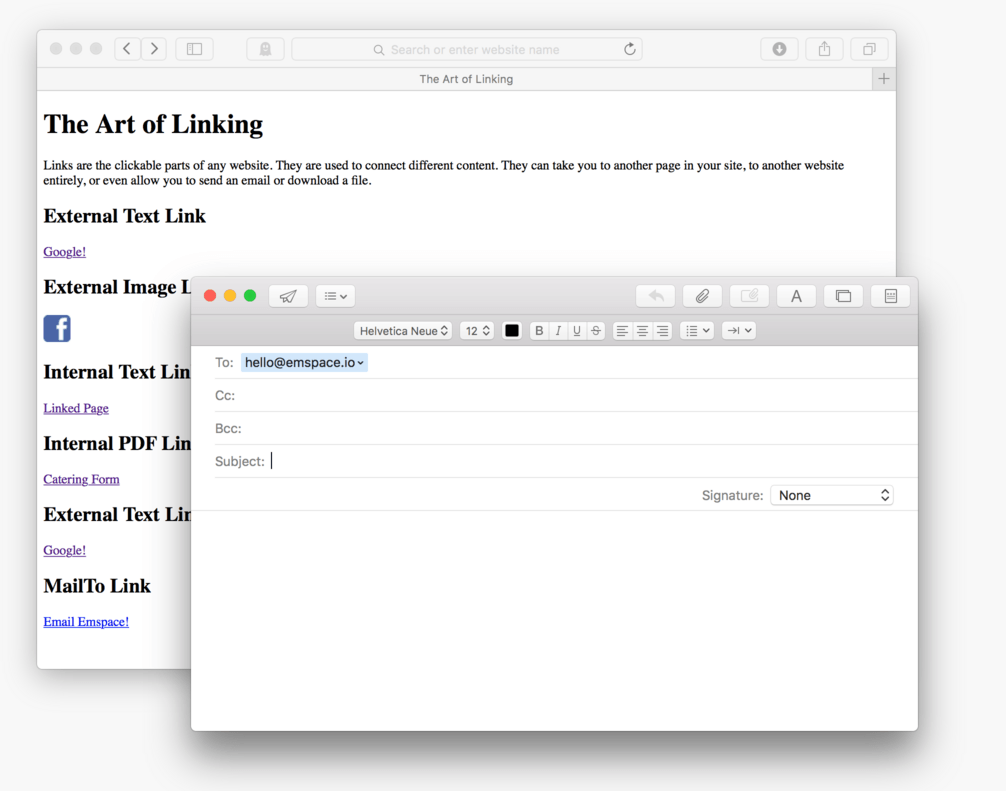 Search or enter website name
The Art of Linking
The Art of Linking
Links are the clickable parts of any website. They are used to connect different content. They can take you to another page in your site, to another website
entirely, or even allow you to send an email or download a file.
External Text Link
Google!
External Image L
f
Internal Text Lin
Linked Page
Internal PDF Lin
Catering Form
External Text Lin
Google!
MailTo Link
Email Emspace!
A
Helvetica Neue 12 B I U S
To: hello@emspace.io
Cc:
Bcc:
Subject:
Signature: None